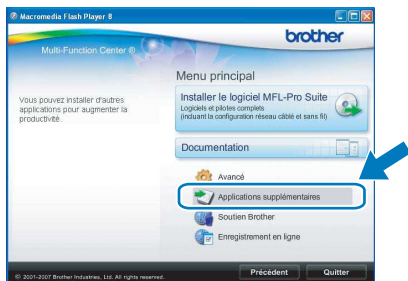 Macromedia Flash Player 8
brother
Multi-Function Center ®
Menu principal
Vous pouvez installer d'autres
applications pour augmenter la
productivité.
Installer le logiciel MFL-Pro Suite
Logiciels et pilotes complets
(incluant la configuration réseau câblé et sans fil)
Documentation
Avancé
Applications supplémentaires
Soutien Brother
Enregistrement en ligne
© 2001-2007 Brother Industries, Ltd. All rights reserved.
Précédent
Quitter